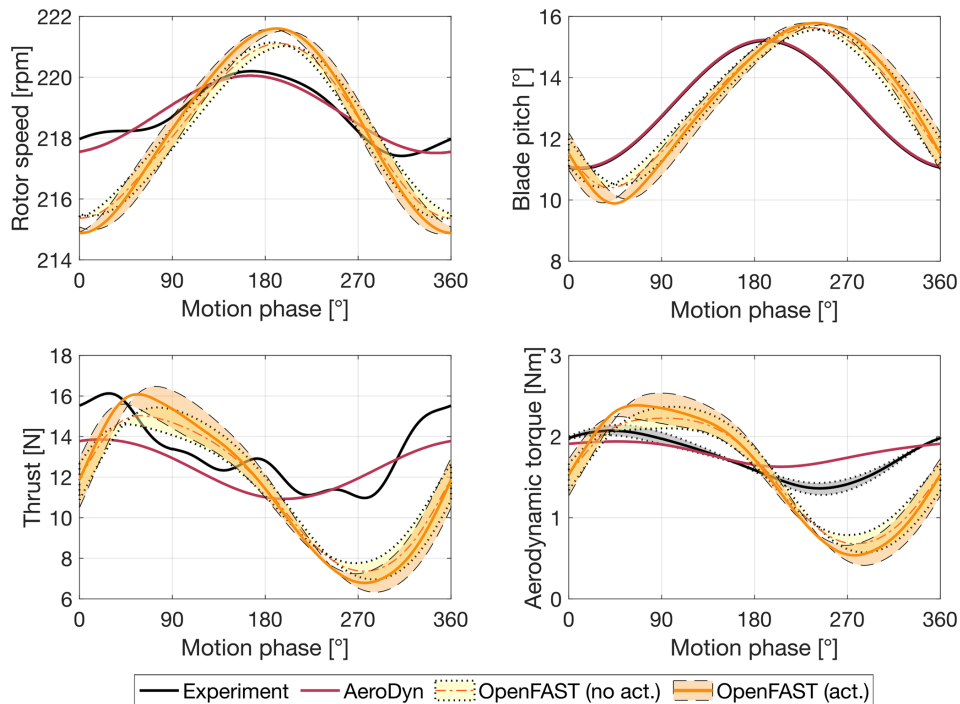 222
220
218
216
214
Rotor speed [rpm]
0 90 180 270 360
Motion phase [°]
16
14
12
10
8
Blade pitch [°]
0 90 180 270 360
Motion phase [°]
18
16
14
12
10
8
6
Thrust [N]
0 90 180 270 360
Motion phase [°]
3
2
1
0
Aerodynamic torque [Nm]
0 90 180 270 360
Motion phase [°]
Experiment AeroDyn OpenFAST (no act.) OpenFAST (act.)